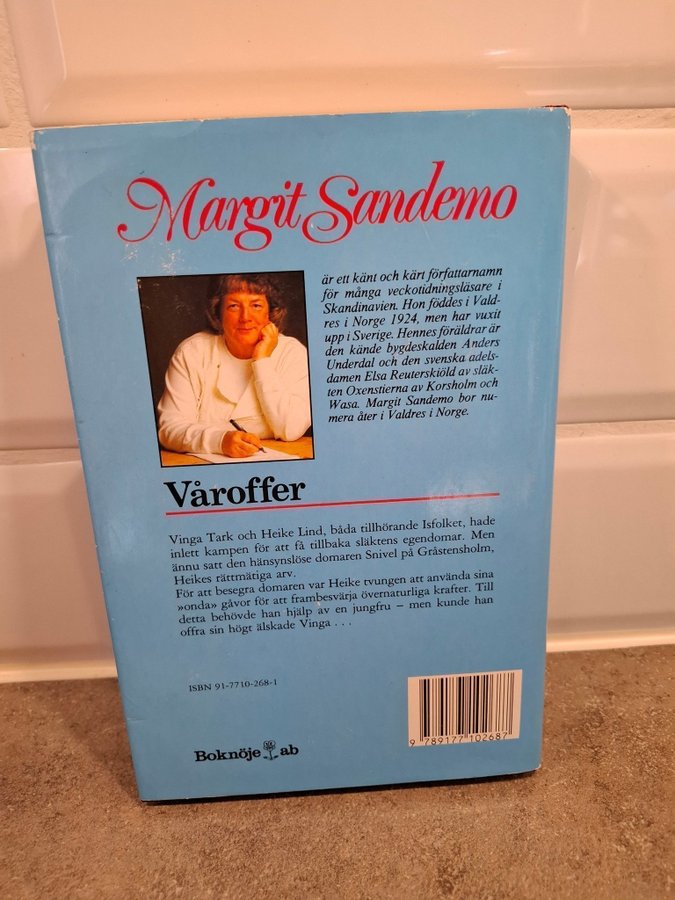 Margit Sandemo
är ett känt och kärt författarnamn
för många veckotidningsläsare i
Skandinavien. Hon föddes i Vald-
res i Norge 1924, men har vuxit
upp i Sverige. Hennes föräldrar är
den kände bygdeskalden Anders
Underdal och den svenska adels-
damen Elsa Reuterskiöld av släk-
ten Oxenstierna av Korsholm och
Wasa. Margit Sandemo bor nu-
mera åter i Valdres i Norge.
Våroffer
Vinga Tark och Heike Lind, båda tillhörande Isfolket, hade
inlett kampen för att få tillbaka släktens egendomar. Men
ännu satt den hänsynslöse domaren Snivel på Gråstensholm,
Heikes rättmätiga arv.
För att besegra domaren var Heike tvungen att använda sina
»onda» gåvor för att frambesvärja övernaturliga krafter. Till
detta behövde han hjälp av en jungfru – men kunde han
offra sin högt älskade Vinga . . .
ISBN 91-7710-268-1
9 789177 102687
Boknöje ab